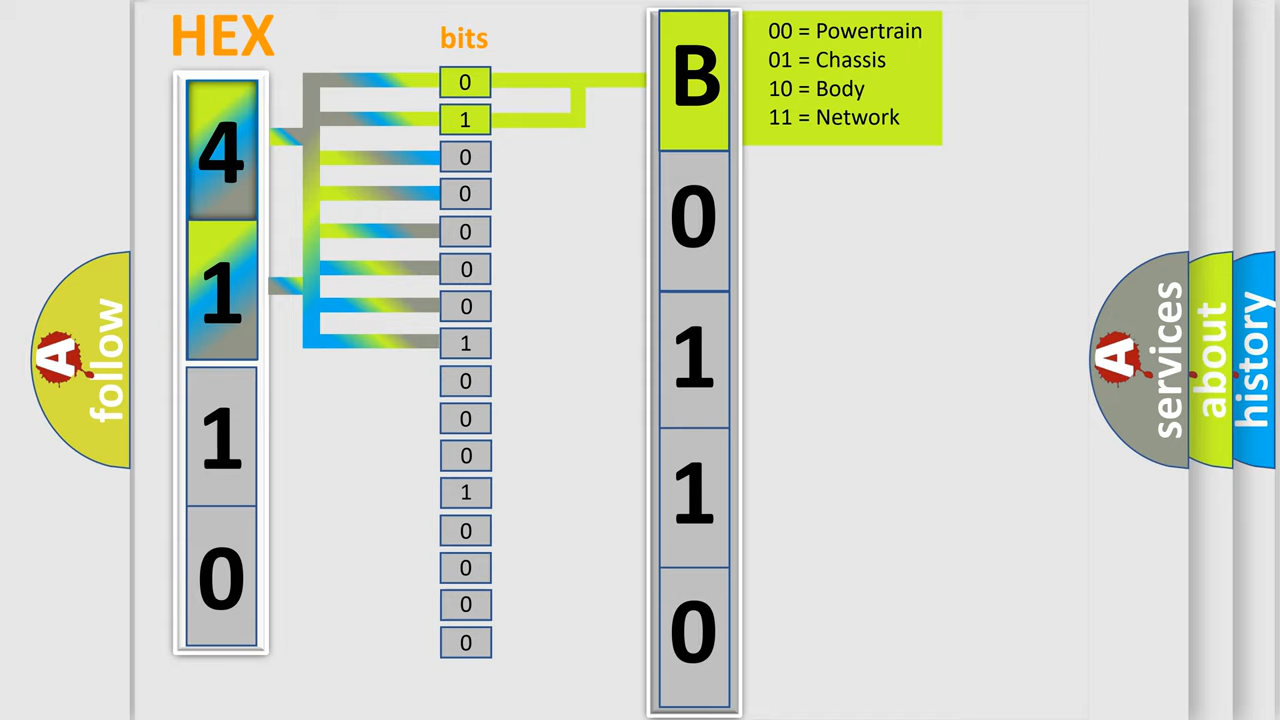 HEX
bits
4
1
1
0
0
1
0
0
0
0
0
1
0
0
0
1
0
0
0
0
B
0
1
1
0
00 = Powertrain
01 = Chassis
10 = Body
11 = Network
A follow
A services
about
history